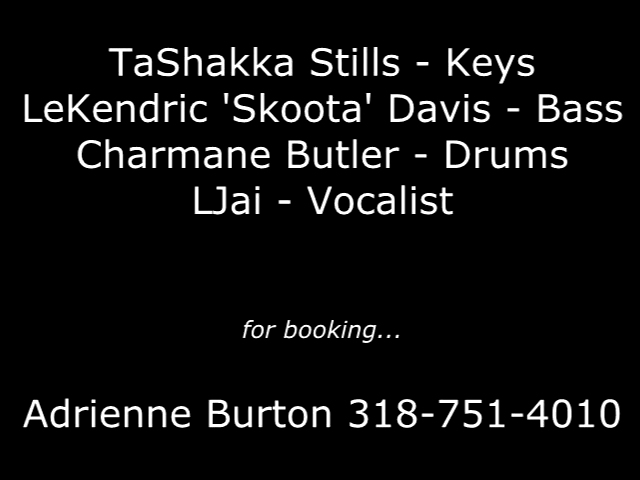 TaShakka Stills - Keys
LeKendric 'Skoota' Davis - Bass
Charmane Butler - Drums
LJai - Vocalist
for booking...
Adrienne Burton 318-751-4010